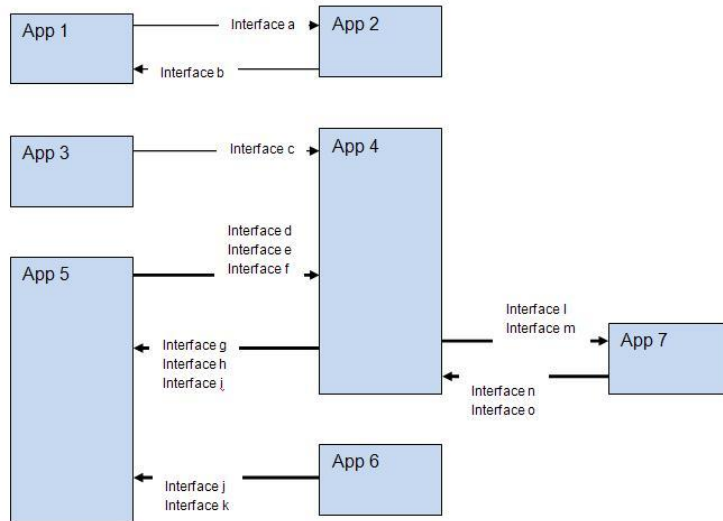 App 1
Interface a
App 2
Interface b
App 3
Interface c
App 4
Interface d
Interface e
Interface f
App 5
Interface g
Interface h
Interface i
Interface l
Interface m
App 7
Interface n
Interface o
App 6
Interface j
Interface k